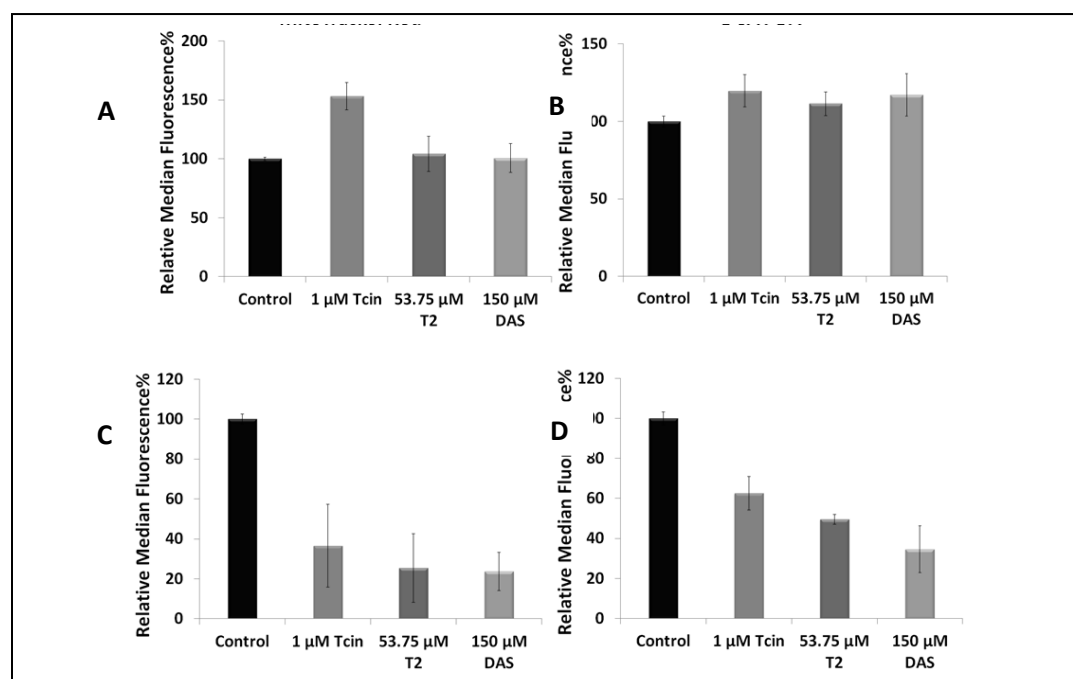 A
Relative Median Fluorescence%
200
150
100
50
0
Control
1 µM Tcin
53.75 µM
T2
150 µM
DAS
B
Relative Median Flu
nce%
150
00
50
0
Control
1 µM Tcin
53.75 µM
T2
150 µM
DAS
C
Relative Median Fluorescence%
120
100
80
60
40
20
0
Control
1 µM Tcin
53.75 µM
T2
150 µM
DAS
D
Relative Median Fluo
ce%
120
80
60
40
20
0
Control
1 µM Tcin
53.75 µM
T2
150 µM
DAS